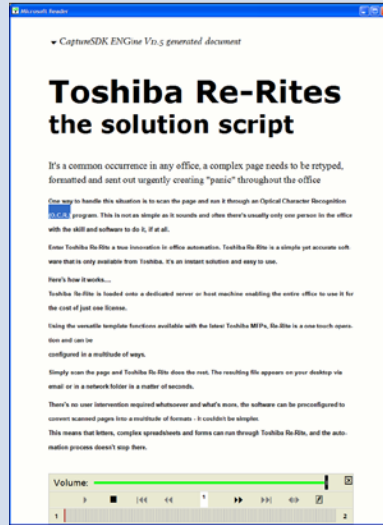 Microsoft Reader
CaptureSDK ENGine V12.5 generated document
Toshiba Re-Rites
the solution script
It's a common occurrence in any office, a complex page needs to be retyped,
formatted and sent out urgently creating "panic" throughout the office
One way to handle this situation is to scan the page and run it through an Optical Character Recognition
(O.C.R.) program. This is not as simple as it sounds and often there's usually only one person in the office
with the skill and software to do it, if at all.
Enter Toshiba Re-Rite a true innovation in office automation. Toshiba Re-Rite is a simple yet accurate soft
ware that is only available from Toshiba. It's an instant solution and easy to use.
Here's how it works....
Toshiba Re-Rite is loaded onto a dedicated server or host machine enabling the entire office to use it for
the cost of just one license.
Using the versatile template functions available with the latest Toshiba MFPs, Re-Rite is a one touch opera-
tion and can be
configured in a multitude of ways.
Simply scan the page and Toshiba Re-Rite does the rest. The resulting file appears on your desktop via
email or in a network folder in a matter of seconds.
There's no user intervention required whatsoever and what's more, the software can be preconfigured to
convert scanned pages into a multitude of formats - it couldn't be simpler.
This means that letters, complex spreadsheets and forms can run through Toshiba Re-Rite, and the auto-
mation process doesn't stop there.
Volume:
1
1 2